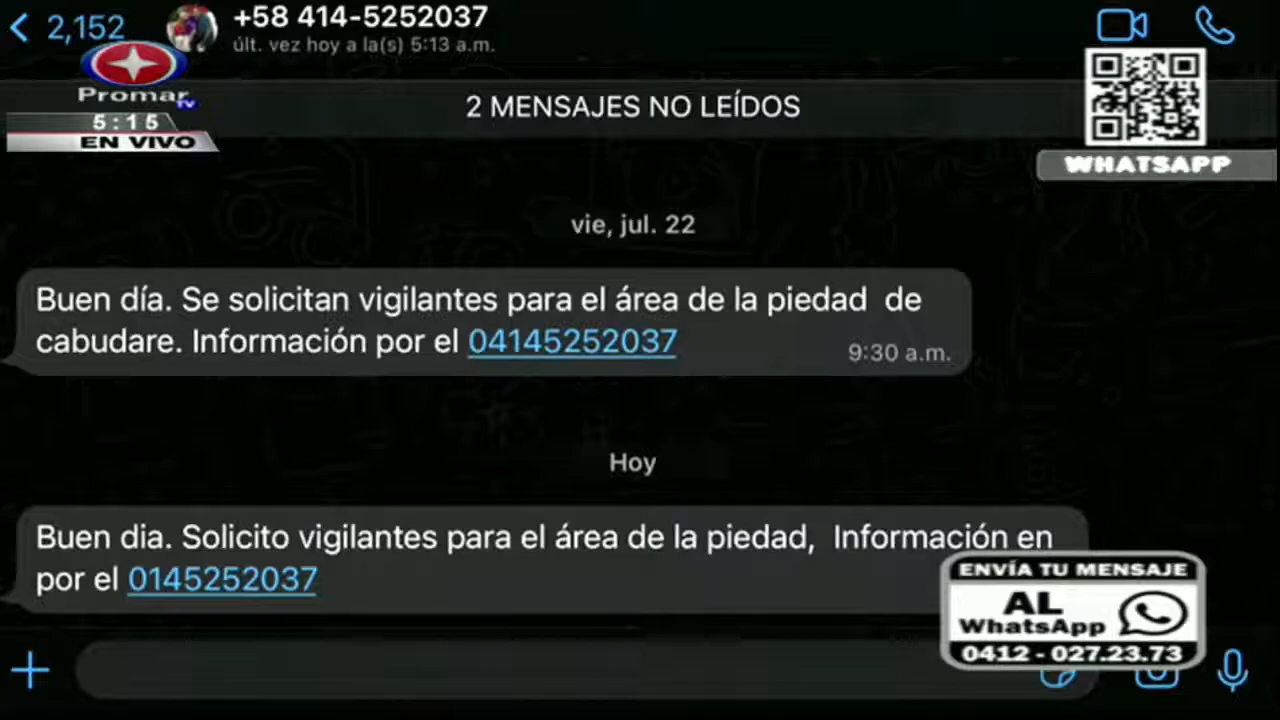 2,152
+58 414-5252037
últ. vez hoy a la(s) 5:13 a.m.
Promar TV
5:15
EN VIVO
2 MENSAJES NO LEÍDOS
WHATSAPP
vie, jul. 22
Buen día. Se solicitan vigilantes para el área de la piedad  de
cabudare. Información por el 04145252037
9:30 a.m.
Hoy
Buen dia. Solicito vigilantes para el área de la piedad,  Información en
por el 0145252037
ENVÍA TU MENSAJE
AL
WhatsApp
0412 - 027.23.73